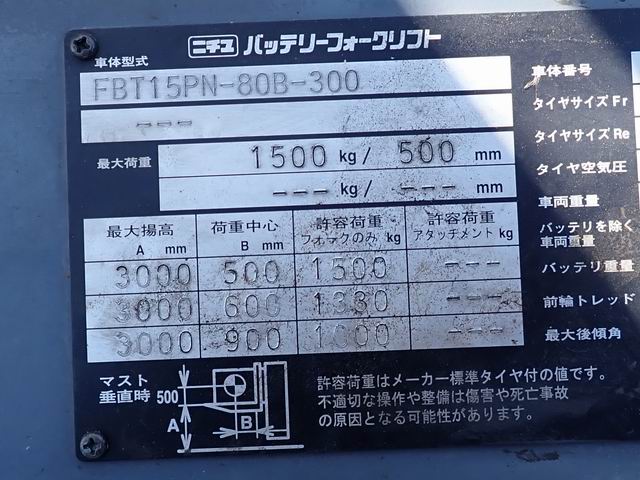 ニチユ バッテリーフォークリフト
車体型式
FBT15PN-80B-300
---
最大荷重 1500 kg/ 500 mm
--- kg/ --- mm
最大揚高 A mm 荷重中心 B mm 許容荷重 フォークのみ kg 許容荷重 アタッチメント kg
3000 500 1500 ---
3000 600 1330 ---
3000 900 1000 ---
マスト
垂直時 500
A
B
許容荷重はメーカー標準タイヤ付の値です。
不適切な操作や整備は傷害や死亡事故
の原因となる可能性があります。
車体番号
タイヤサイズ Fr
タイヤサイズ Re
タイヤ空気圧
車両重量
バッテリを除く
車両重量
バッテリ重量
前輪トレッド
最大後傾角